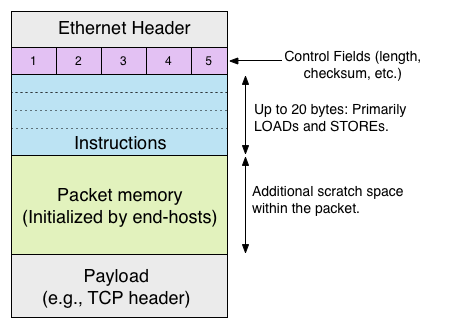 Ethernet Header
1 2 3 4 5
Control Fields (length,
checksum, etc.)
Up to 20 bytes: Primarily
LOADs and STOREs.
Instructions
Packet memory
(Initialized by end-hosts)
Additional scratch space
within the packet.
Payload
(e.g., TCP header)